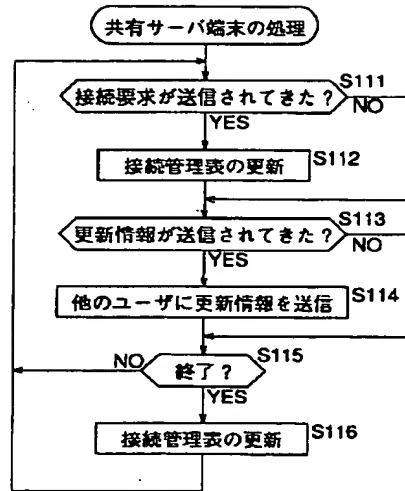 共有サーバ端末の処理
S111
接続要求が送信されてきた?
NO
YES
S112
接続管理表の更新
S113
更新情報が送信されてきた?
NO
YES
S114
他のユーザに更新情報を送信
S115
NO
終了?
YES
S116
接続管理表の更新